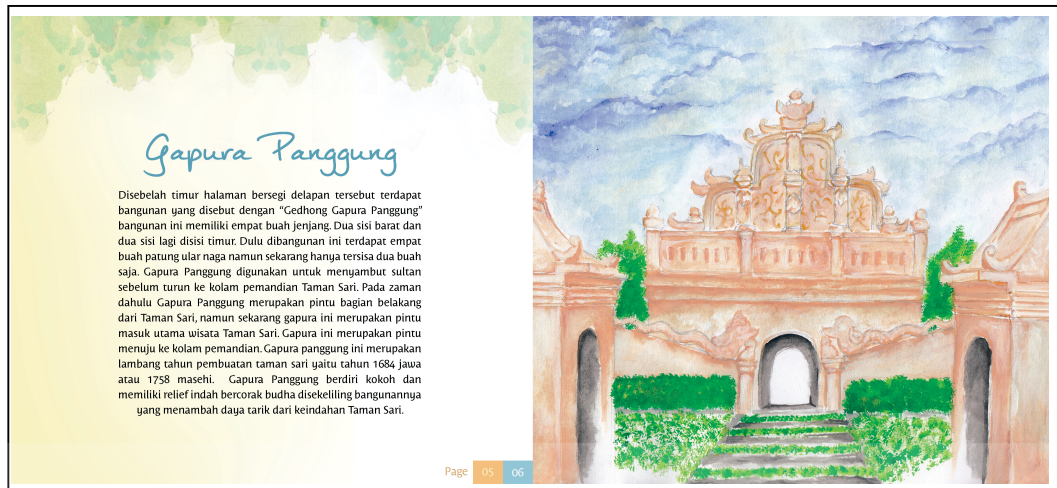 Gapura Panggung
Disebelah timur halaman bersegi delapan tersebut terdapat
bangunan yang disebut dengan “Gedhong Gapura Panggung”
bangunan ini memiliki empat buah jenjang. Dua sisi barat dan
dua sisi lagi disisi timur. Dulu dibangunan ini terdapat empat
buah patung ular naga namun sekarang hanya tersisa dua buah
saja. Gapura Panggung digunakan untuk menyambut sultan
sebelum turun ke kolam pemandian Taman Sari. Pada zaman
dahulu Gapura Panggung merupakan pintu bagian belakang
dari Taman Sari, namun sekarang gapura ini merupakan pintu
masuk utama wisata Taman Sari. Gapura ini merupakan pintu
menuju ke kolam pemandian. Gapura panggung ini merupakan
lambang tahun pembuatan taman sari yaitu tahun 1684 jawa
atau 1758 masehi. Gapura Panggung berdiri kokoh dan
memiliki relief indah bercorak budha disekeliling bangunannya
yang menambah daya tarik dari keindahan Taman Sari.
Page 05 06